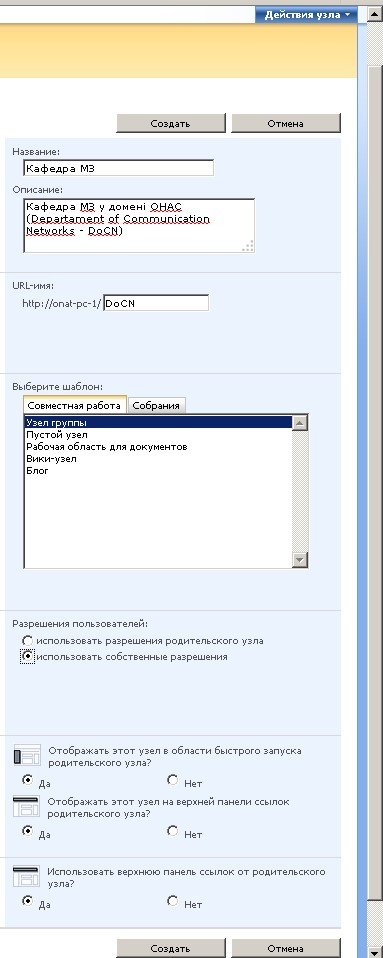 Действия узла
Создать Отмена
Название:
Кафедра МЗ
Описание:
Кафедра МЗ у домені ОНАС
(Departament of Communication
Networks - DoCN)
URL-имя:
http://onat-pc-1/ DoCN
Выберите шаблон:
Совместная работа Собрания
Узел группы
Пустой узел
Рабочая область для документов
Вики-узел
Блог
Разрешения пользователей:
использовать разрешения родительского узла
использовать собственные разрешения
Отображать этот узел в области быстрого запуска
родительского узла?
Да Нет
Отображать этот узел на верхней панели ссылок
родительского узла?
Да Нет
Использовать верхнюю панель ссылок от родительского
узла?
Да Нет
Создать Отмена